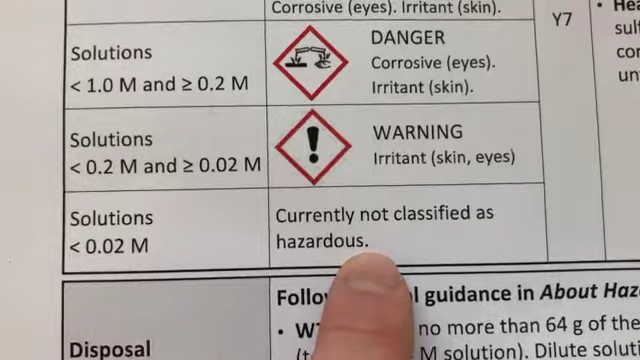 Corrosive (eyes). Irritant (skin).
Solutions
< 1.0 M and ≥ 0.2 M
DANGER
Corrosive (eyes).
Irritant (skin).
Y7
Solutions
< 0.2 M and ≥ 0.02 M
WARNING
Irritant (skin, eyes)
Solutions
< 0.02 M
Currently not classified as
hazardous.
guidance in About
Disposal
no more than 64 g of the
M solution). Dilute